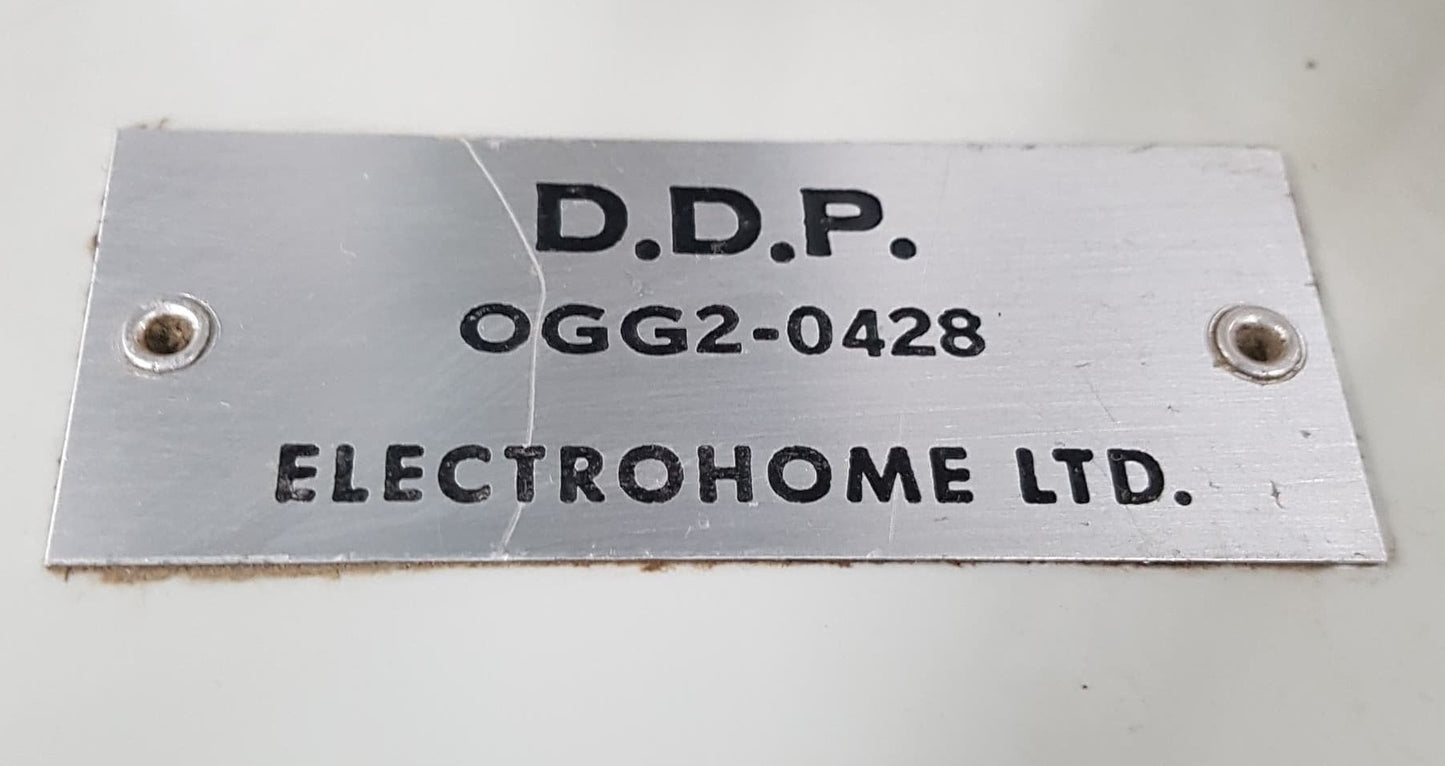 D.D.P.
OGG2-0428
ELECTROHOME LTD.